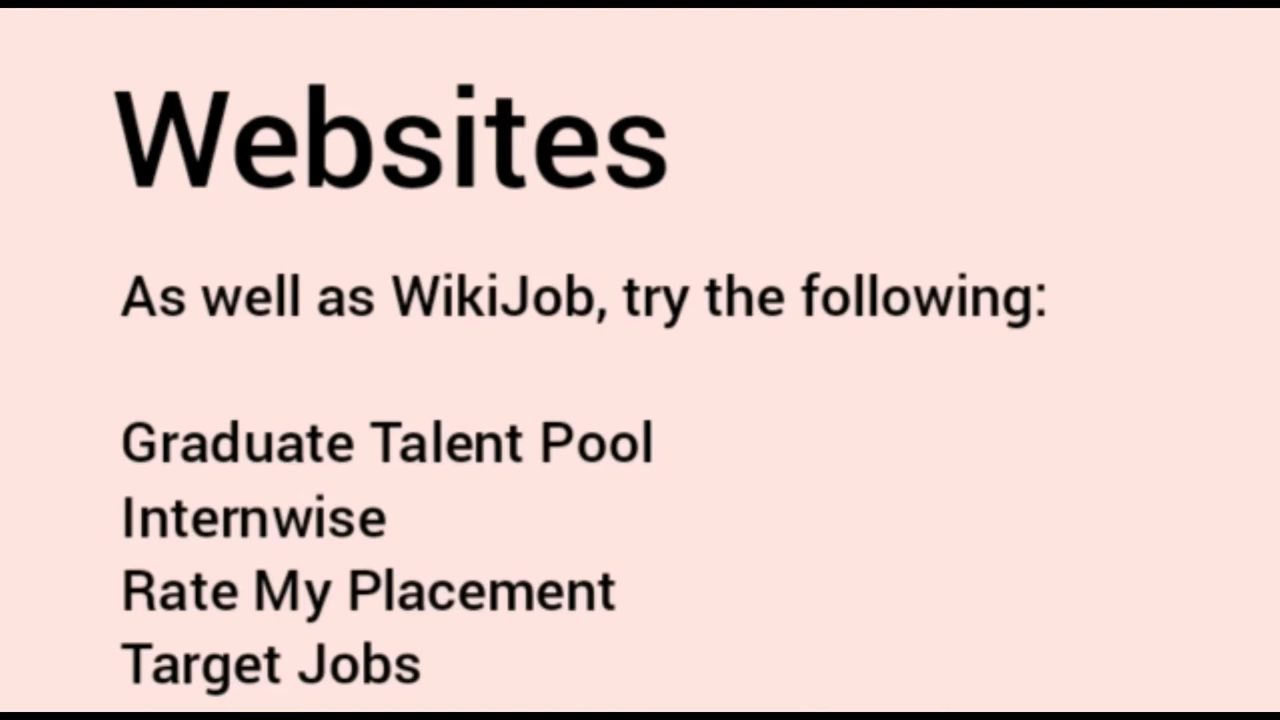 Websites
As well as WikiJob, try the following:
Graduate Talent Pool
Internwise
Rate My Placement
Target Jobs